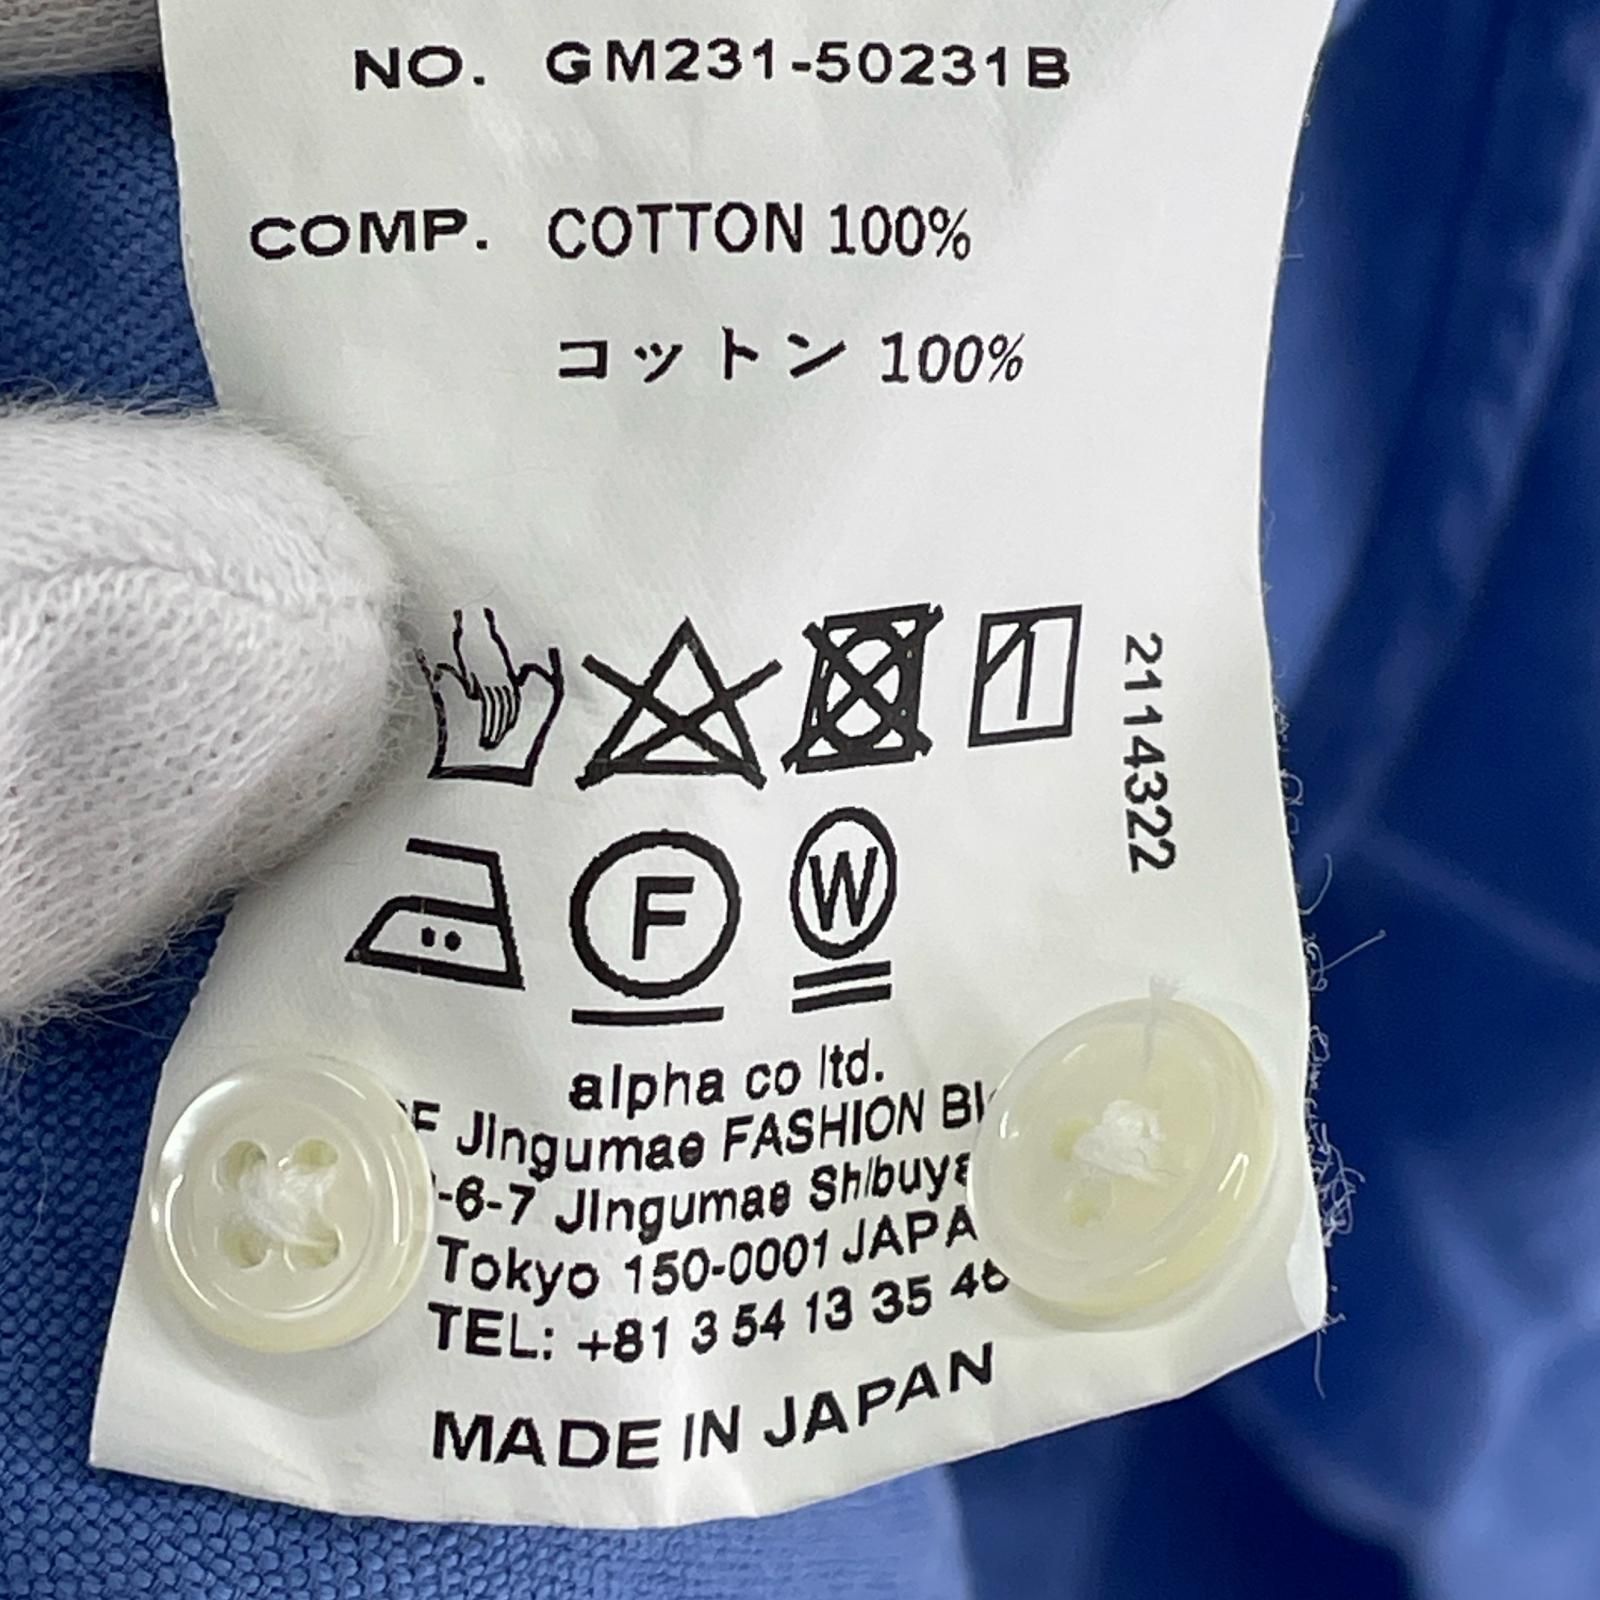 NO. GM231-50231B
COMP. COTTON 100%
コットン 100%
2114322
F
W
alpha co ltd.
Jingumae FASHION
-6-7 Jingumae
Tokyo 150-0001
TEL: +81 3 54 13 35
MADE IN JAPAN